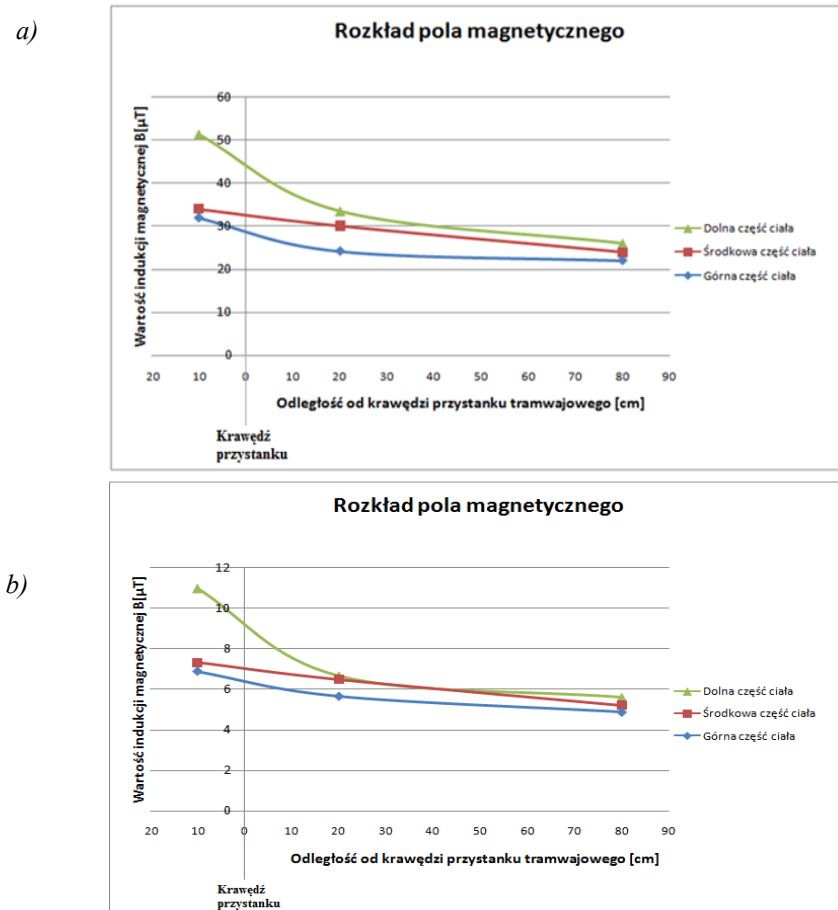 a)
Rozkład pola magnetycznego
Wartość indukcji magnetycznej B[µT]
60
50
40
30
20
10
0
20 10 0 10 20 30 40 50 60 70 80 90
Odległość od krawędzi przystanku tramwajowego [cm]
Krawędź
przystanku
Dolna część ciała
Środkowa część ciała
Górna część ciała
b)
Rozkład pola magnetycznego
Wartość indukcji magnetycznej B[µT]
12
10
8
6
4
2
0
20 10 0 10 20 30 40 50 60 70 80 90
Odległość od krawędzi przystanku tramwajowego [cm]
Krawędź
przystanku
Dolna część ciała
Środkowa część ciała
Górna część ciała